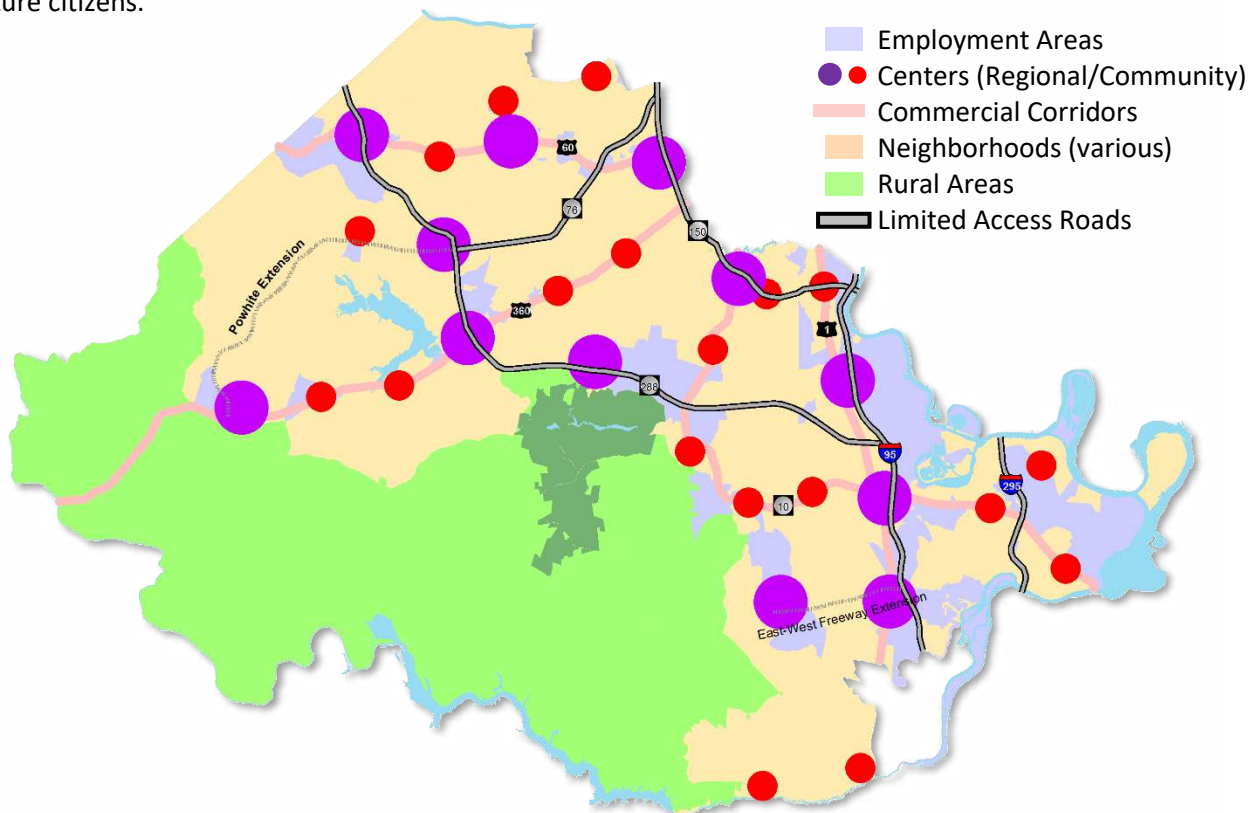 ture citizens.
Employment Areas
Centers (Regional/Community)
Commercial Corridors
Neighborhoods (various)
Rural Areas
Limited Access Roads
60
76
150
Powhite Extension
360
1
288
95
295
10
East-West Freeway Extension